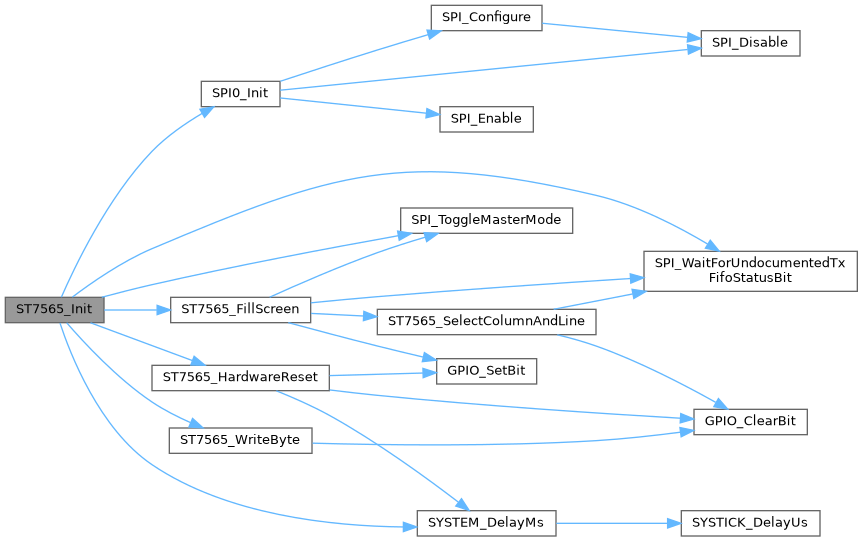 SPI_Configure
SPI_Disable
SPI0_Init
SPI_Enable
SPI_ToggleMasterMode
SPI_WaitForUndocumentedTx
FifoStatusBit
ST7565_Init
ST7565_FillScreen
ST7565_SelectColumnAndLine
GPIO_SetBit
ST7565_HardwareReset
GPIO_ClearBit
ST7565_WriteByte
SYSTEM_DelayMs
SYSTICK_DelayUs